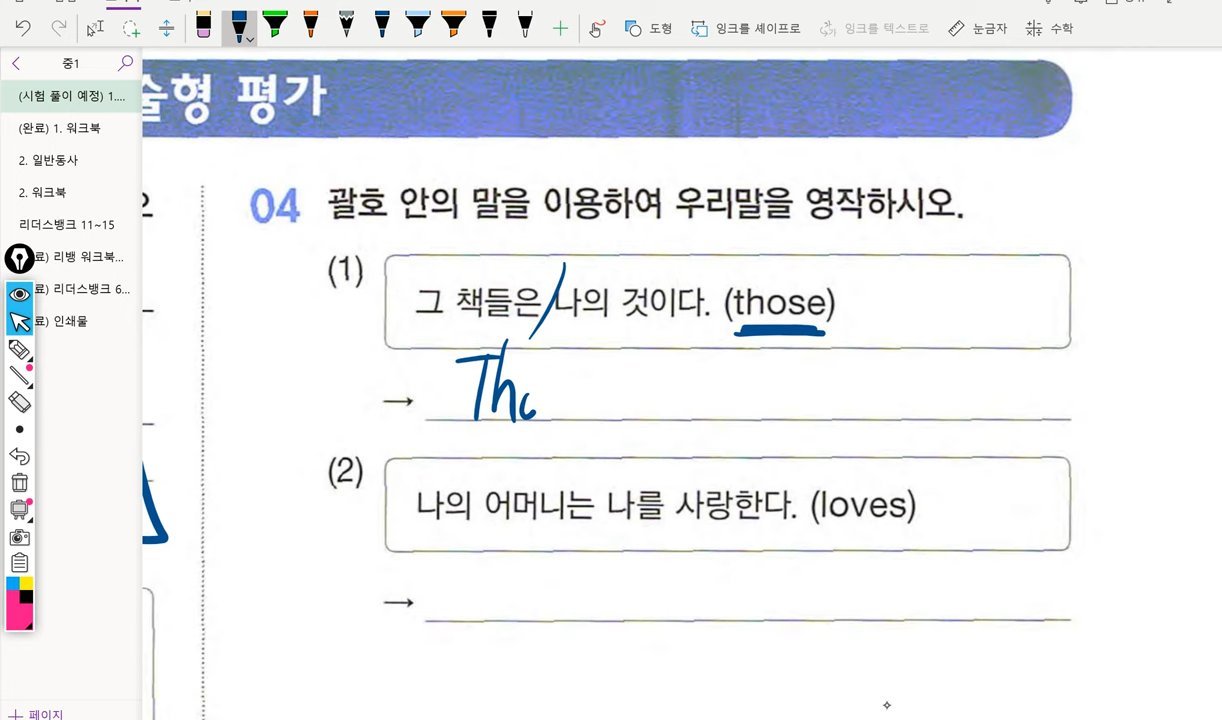 도형
잉크를 셰이프로
잉크를 텍스트로
눈금자
수학
중1
(시험 풀이 예정) 1....
(완료) 1. 워크북
2. 일반동사
2. 워크북
리더스뱅크 11~15
료) 리뱅 워크북...
료) 리더스뱅크 6...
료) 인쇄물
페이지
술형 평가
오
04 괄호 안의 말을 이용하여 우리말을 영작하시오.
(1) 그 책들은 나의 것이다. (those)
→ Tho
(2) 나의 어머니는 나를 사랑한다. (loves)
→